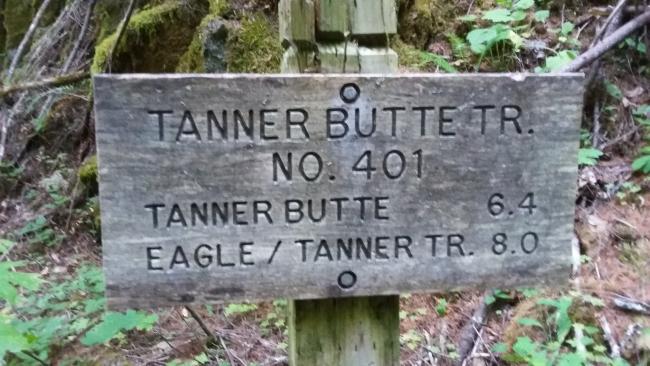 TANNER BUTTE TR.
NO. 401
TANNER BUTTE 6.4
EAGLE / TANNER TR. 8.0